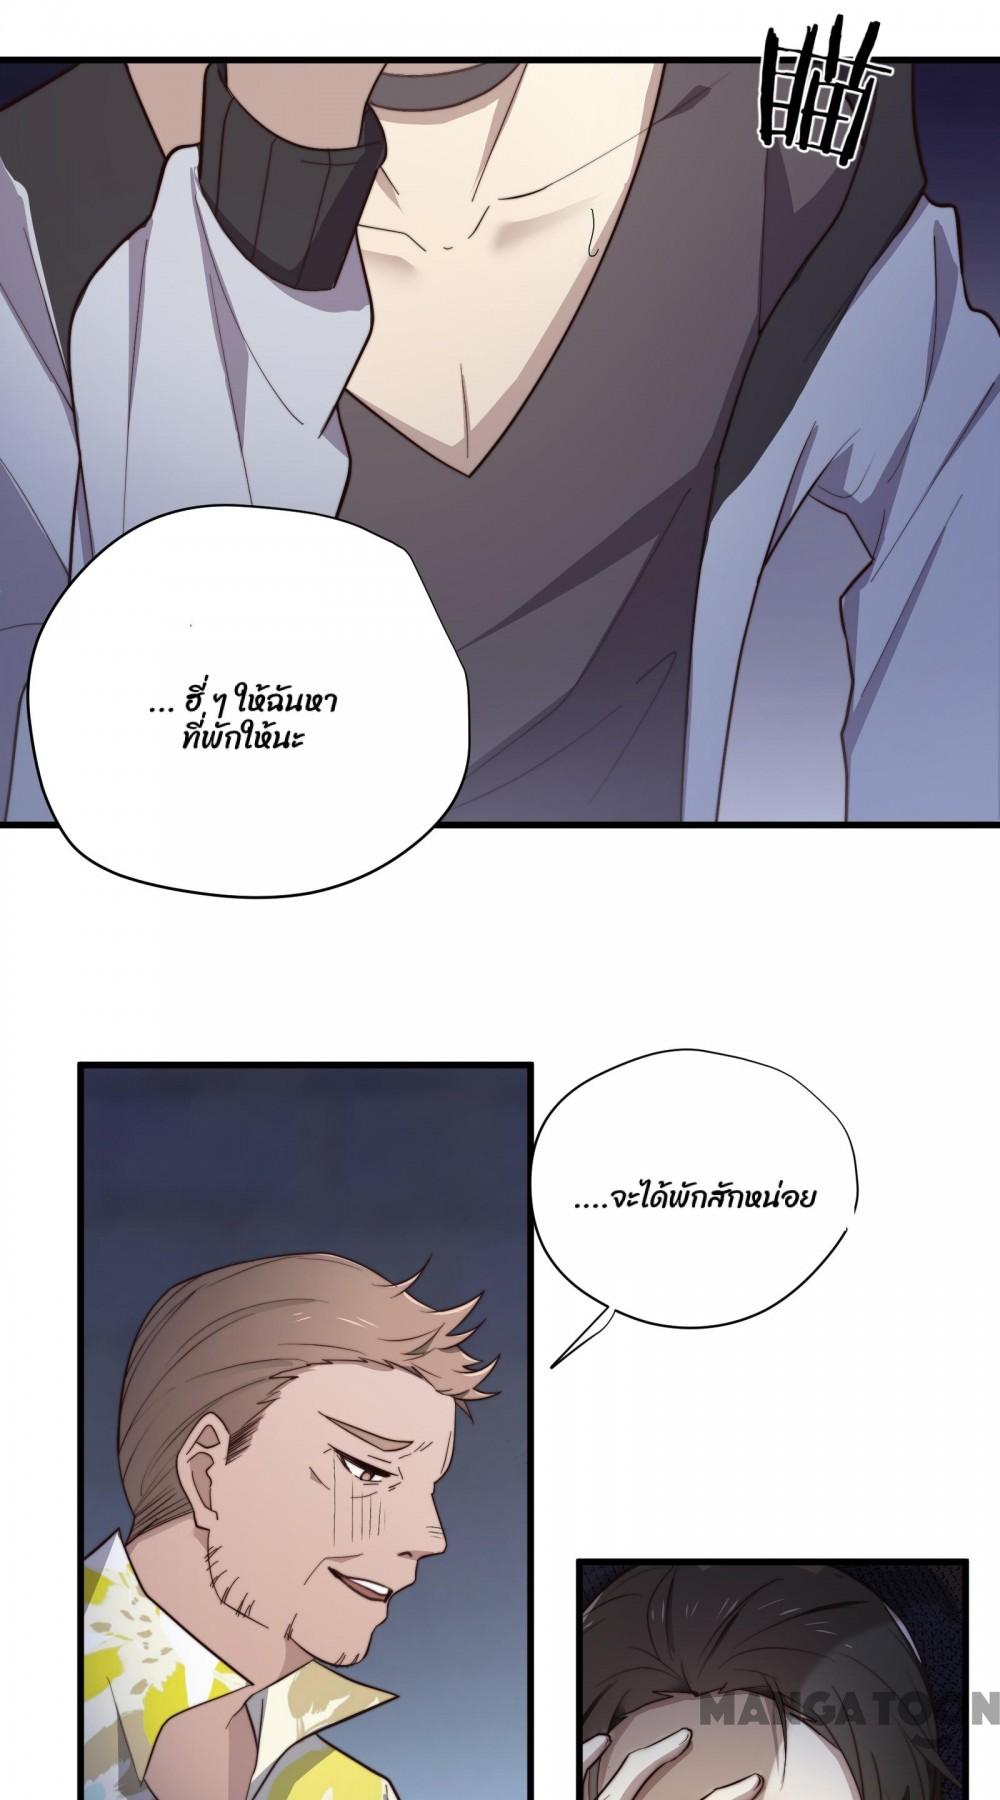 瞄
... ฮี่ ๆ ให้ฉันหา
ที่พักให้นะ
....จะได้พักสักหน่อย
MANGATOON